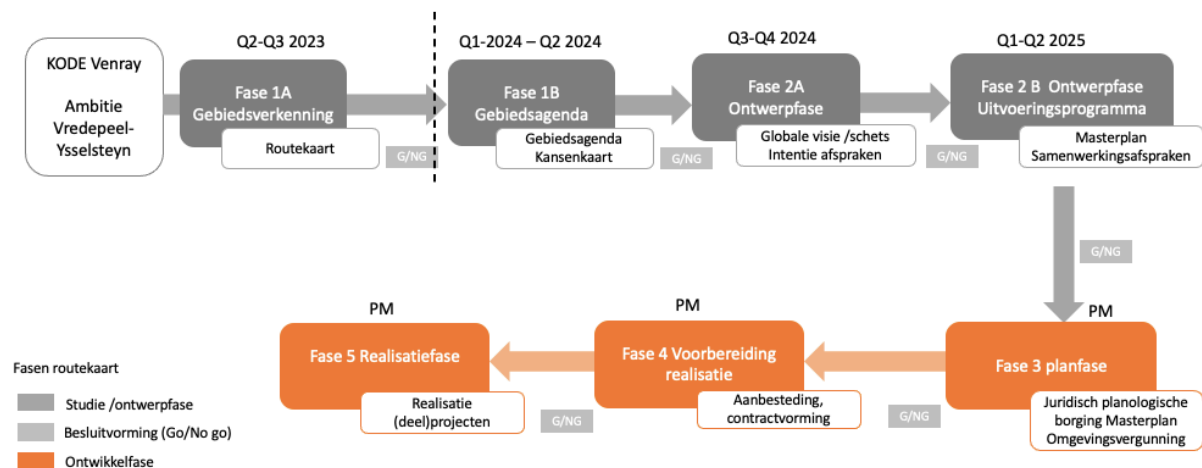 KODE Venray
Ambitie
Vredepeel-
Ysselsteyn
Q2-Q3 2023
Fase 1A
Gebiedsverkenning
Routekaart
G/NG
Q1-2024 – Q2 2024
Fase 1B
Gebiedsagenda
Gebiedsagenda
Kansenkaart
G/NG
Q3-Q4 2024
Fase 2A
Ontwerpfase
Globale visie /schets
Intentie afspraken
G/NG
Q1-Q2 2025
Fase 2 B Ontwerpfase
Uitvoeringsprogramma
Masterplan
Samenwerkingsafspraken
G/NG
PM
Fase 3 planfase
Juridisch planologische
borging Masterplan
Omgevingsvergunning
G/NG
PM
Fase 4 Voorbereiding
realisatie
Aanbesteding,
contractvorming
G/NG
PM
Fase 5 Realisatiefase
Realisatie
(deel)projecten
Fasen routekaart
Studie /ontwerpfase
Besluitvorming (Go/No go)
Ontwikkelfase